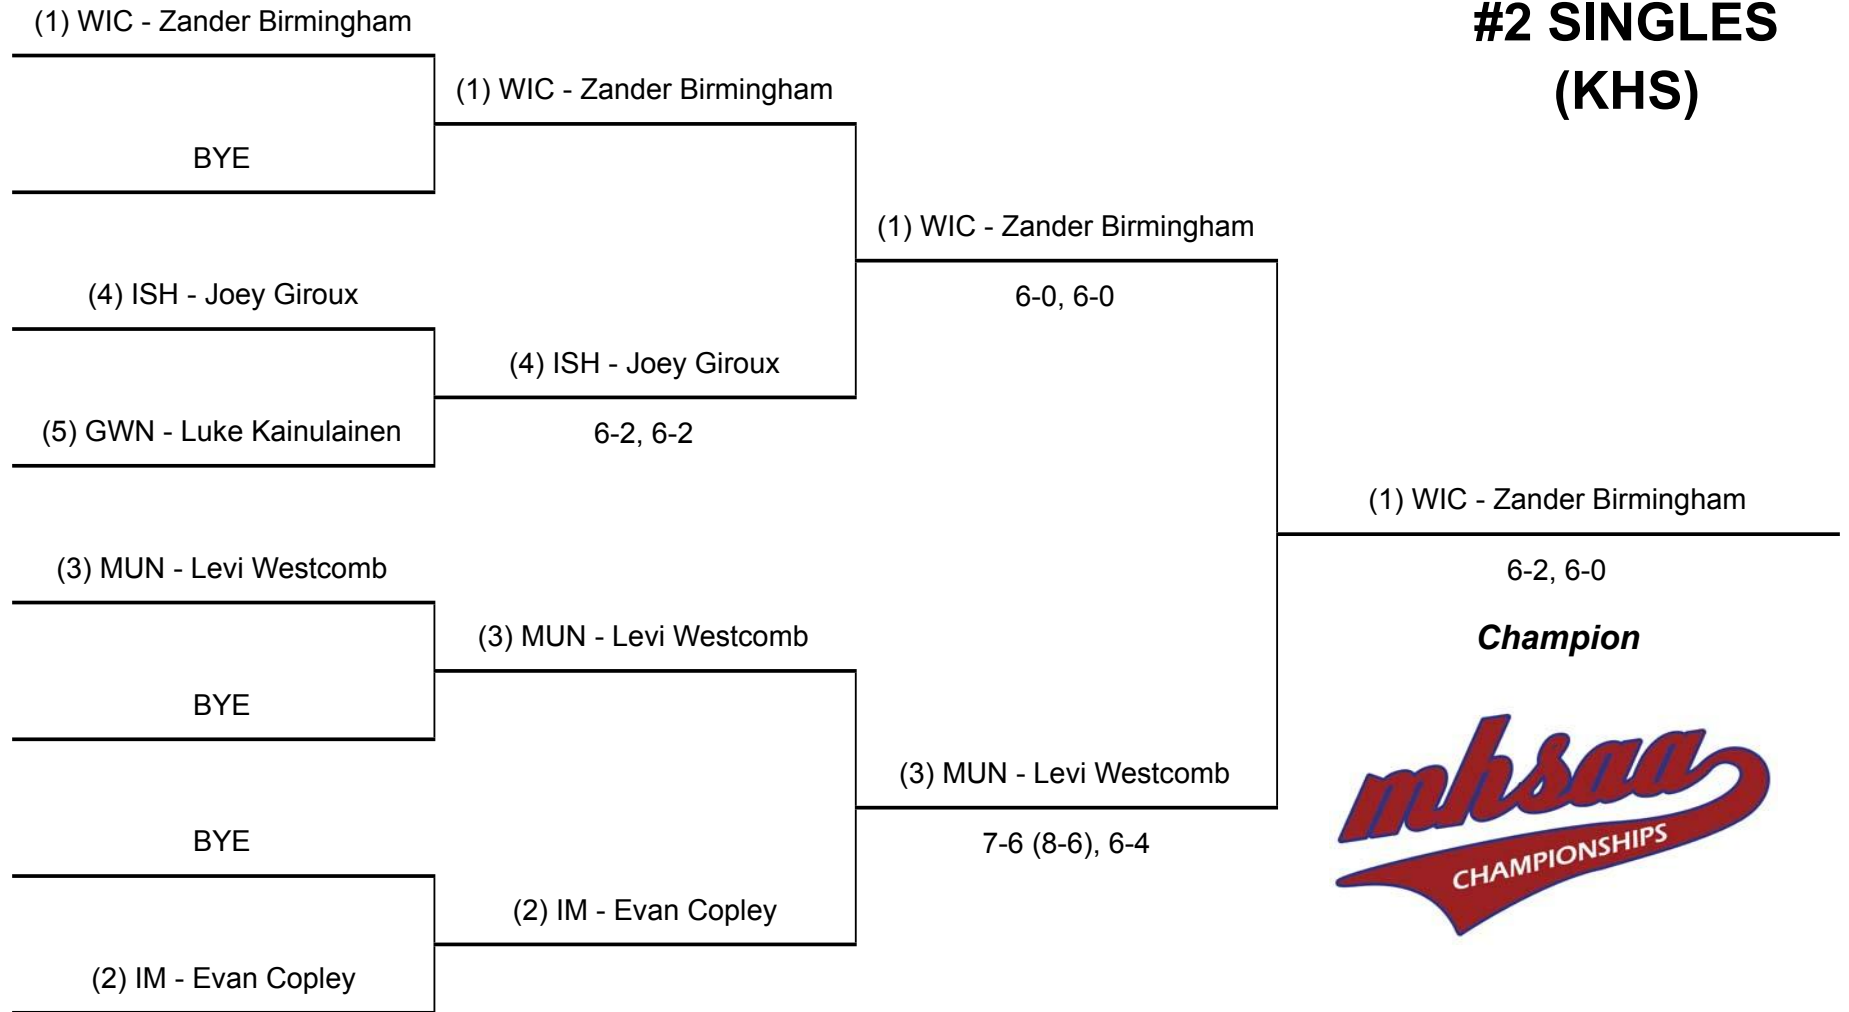 #2 SINGLES
(KHS)
(1) WIC - Zander Birmingham
BYE
(4) ISH - Joey Giroux
(5) GWN - Luke Kainulainen
(3) MUN - Levi Westcomb
BYE
BYE
(2) IM - Evan Copley
(1) WIC - Zander Birmingham
(4) ISH - Joey Giroux
6-2, 6-2
(3) MUN - Levi Westcomb
(2) IM - Evan Copley
(1) WIC - Zander Birmingham
6-0, 6-0
(3) MUN - Levi Westcomb
7-6 (8-6), 6-4
(1) WIC - Zander Birmingham
6-2, 6-0
Champion
mhsaa
CHAMPIONSHIPS